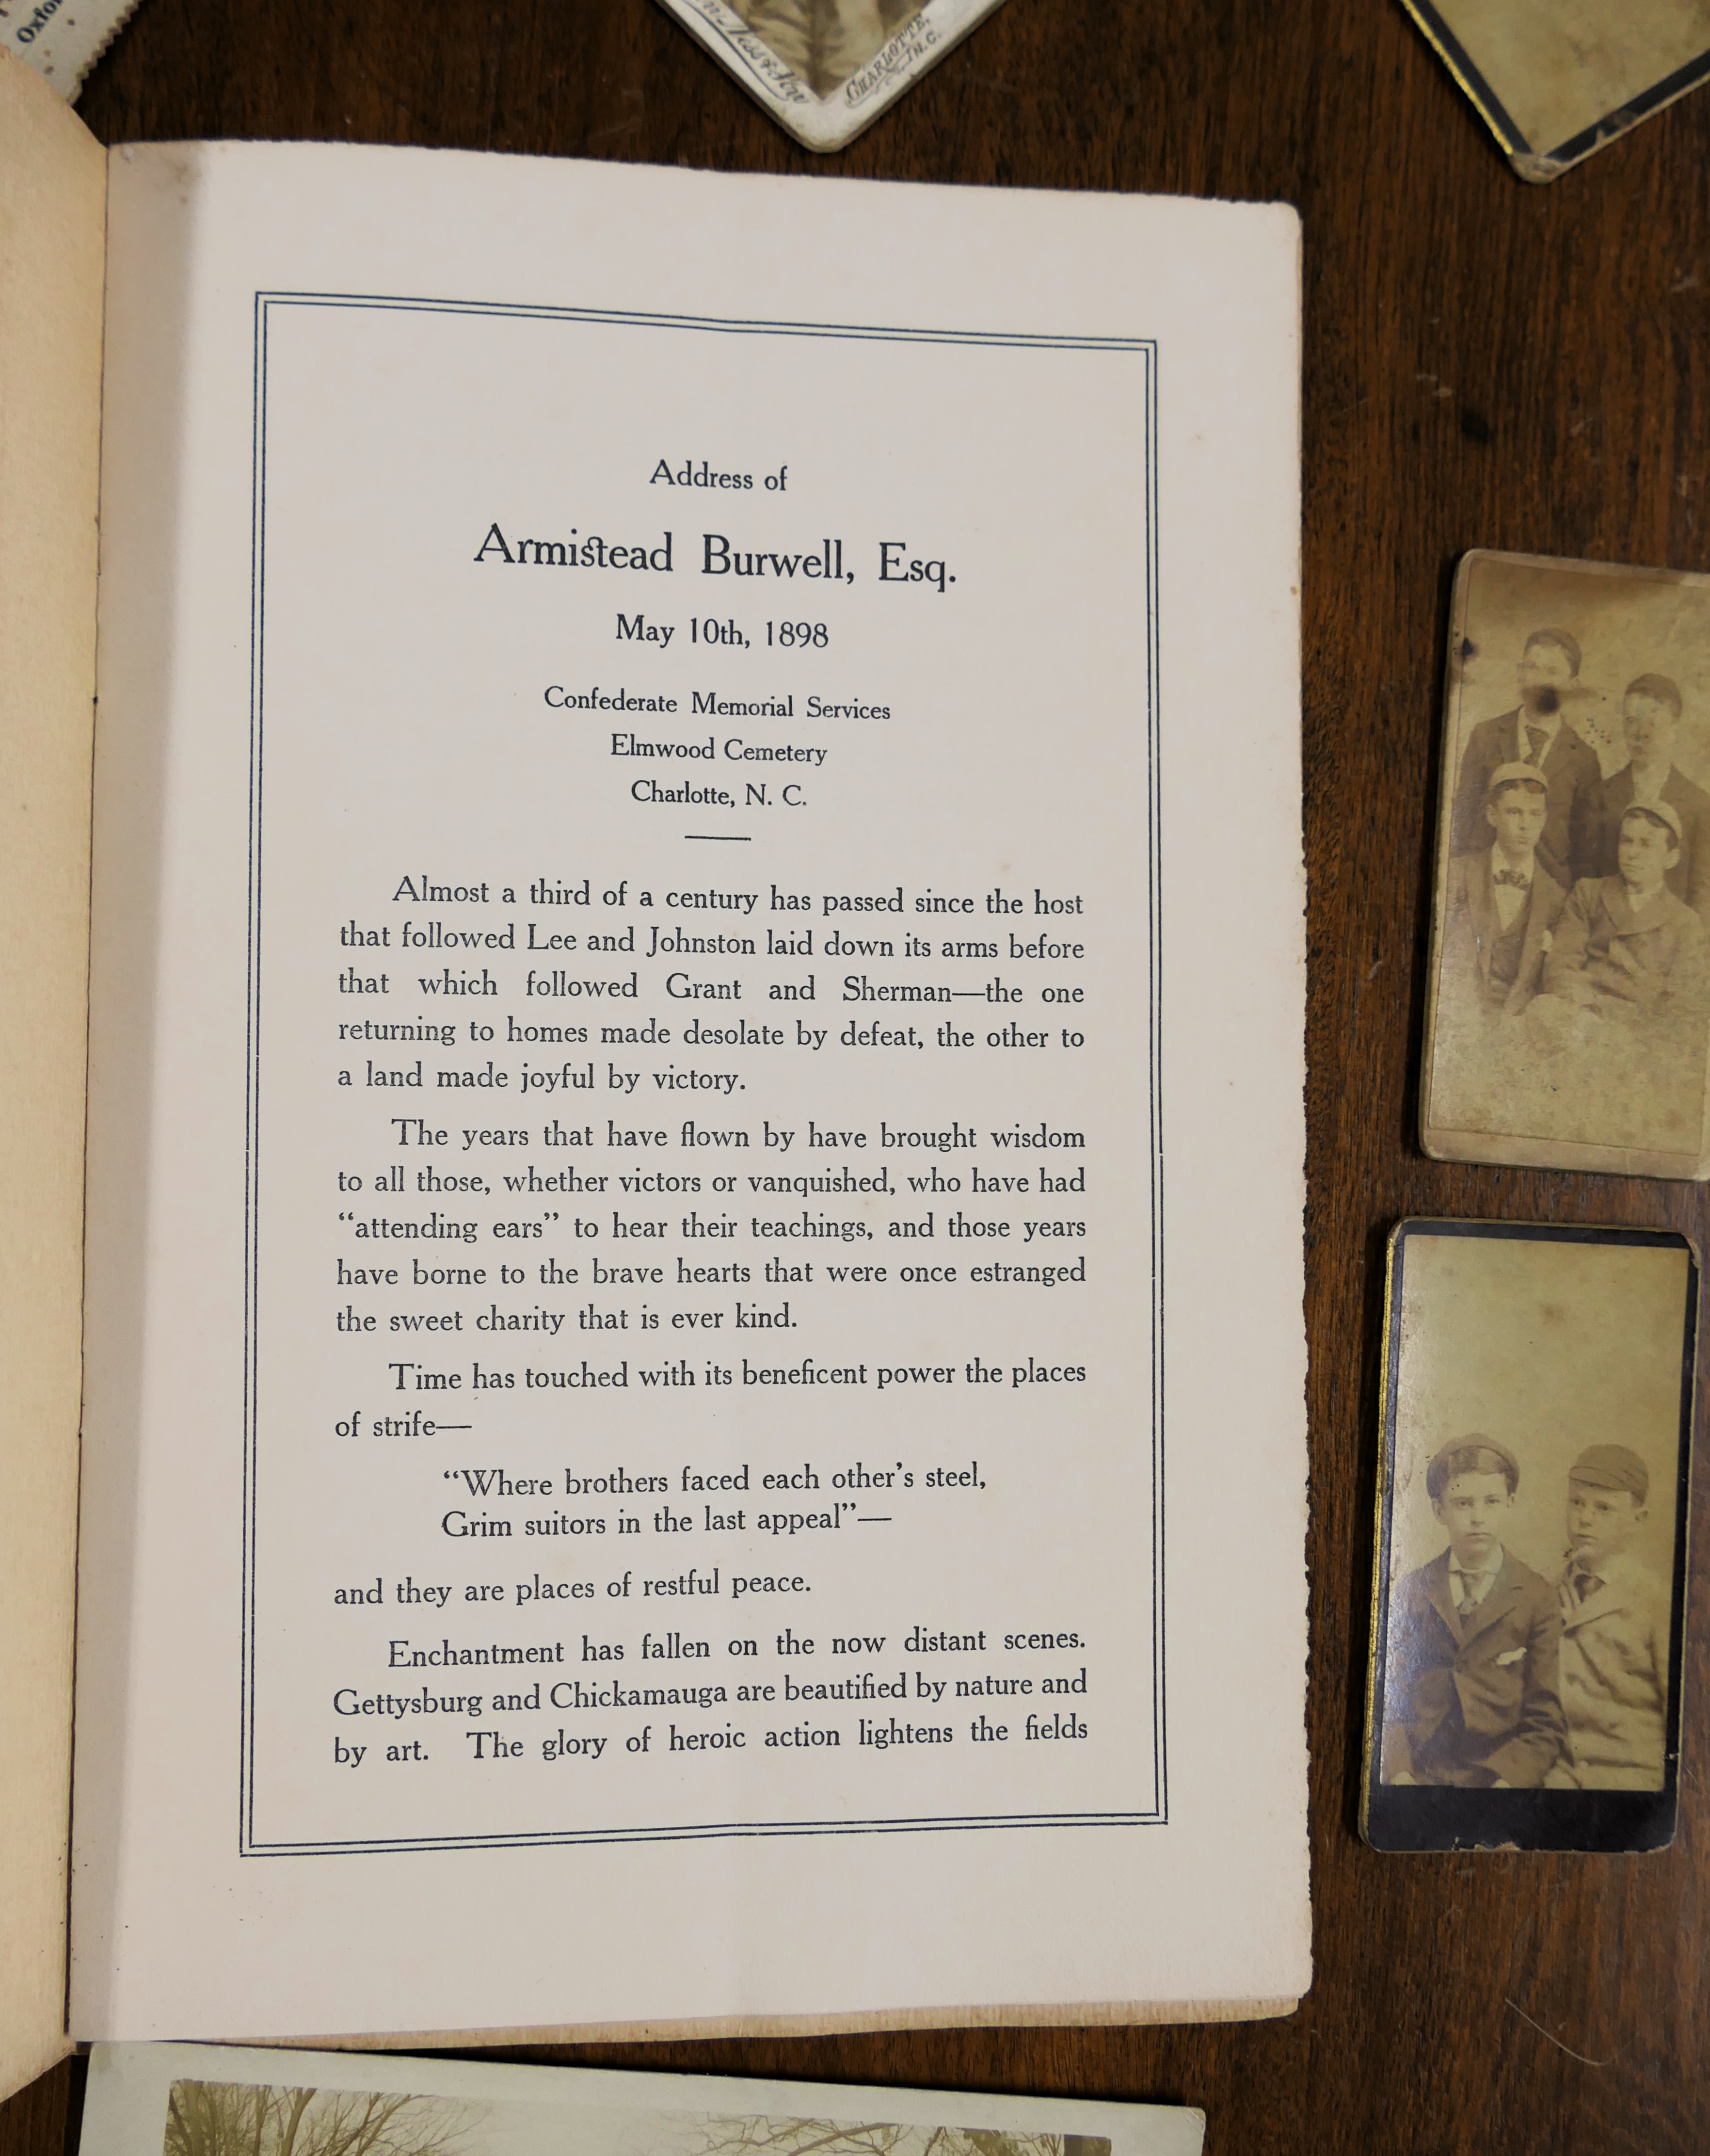 Oxfo
Van Ness & Dew
CHARLOTTE,
N.C.
Address of
Armistead Burwell, Esq.
May 10th, 1898
Confederate Memorial Services
Elmwood Cemetery
Charlotte, N. C.
Almost a third of a century has passed since the host
that followed Lee and Johnston laid down its arms before
that which followed Grant and Sherman—the one
returning to homes made desolate by defeat, the other to
a land made joyful by victory.
The years that have flown by have brought wisdom
to all those, whether victors or vanquished, who have had
“attending ears” to hear their teachings, and those years
have borne to the brave hearts that were once estranged
the sweet charity that is ever kind.
Time has touched with its beneficent power the places
of strife—
“Where brothers faced each other’s steel,
Grim suitors in the last appeal”—
and they are places of restful peace.
Enchantment has fallen on the now distant scenes.
Gettysburg and Chickamauga are beautified by nature and
by art. The glory of heroic action lightens the fields